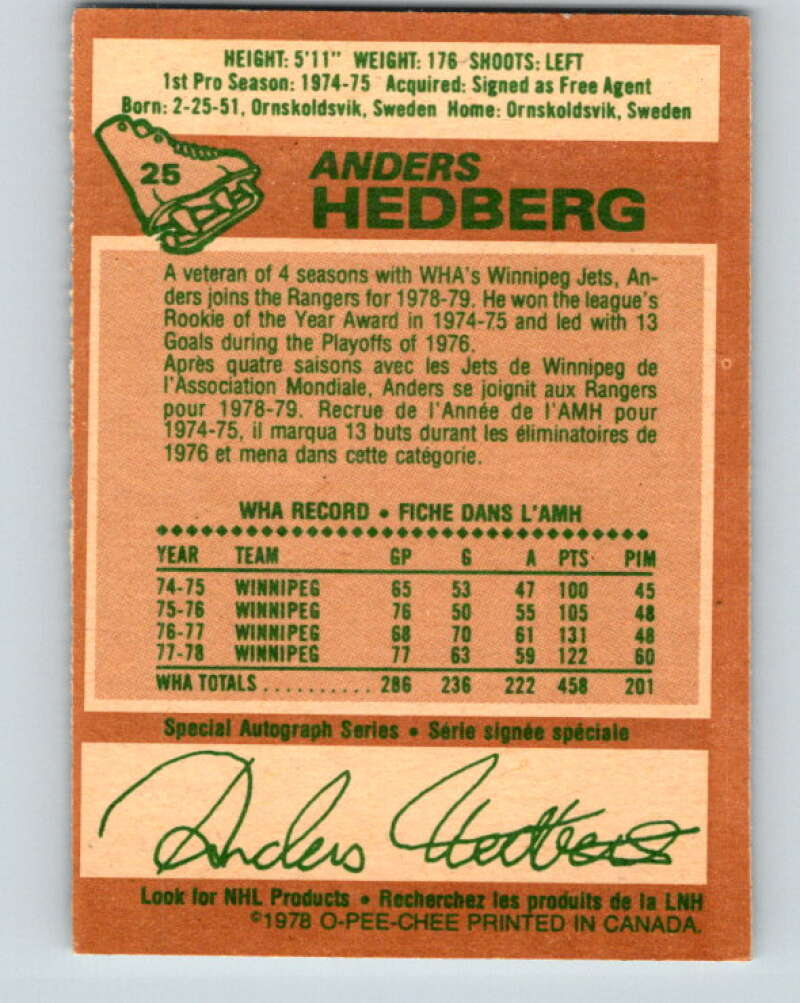 HEIGHT: 5'11" WEIGHT: 176 SHOOTS: LEFT
1st Pro Season: 1974-75 Acquired: Signed as Free Agent
Born: 2-25-51, Ornskoldsvik, Sweden Home: Ornskoldsvik, Sweden
25
ANDERS
HEDBERG
A veteran of 4 seasons with WHA's Winnipeg Jets, An-
ders joins the Rangers for 1978-79. He won the league's
Rookie of the Year Award in 1974-75 and led with 13
Goals during the Playoffs of 1976.
Après quatre saisons avec les Jets de Winnipeg de
l'Association Mondiale, Anders se joignit aux Rangers
pour 1978-79. Recrue de l'Année de l'AMH pour
1974-75, il marqua 13 buts durant les éliminatoires de
1976 et mena dans cette catégorie.
WHA RECORD • FICHE DANS L'AMH
YEAR TEAM GP G A PTS PIM
74-75 WINNIPEG 65 53 47 100 45
75-76 WINNIPEG 76 50 55 105 48
76-77 WINNIPEG 68 70 61 131 48
77-78 WINNIPEG 77 63 59 122 60
WHA TOTALS .......... 286 236 222 458 201
Special Autograph Series • Série signée spéciale
Anders Hedberg
Look for NHL Products • Recherchez les produits de la LNH
©1978 O-PEE-CHEE PRINTED IN CANADA.